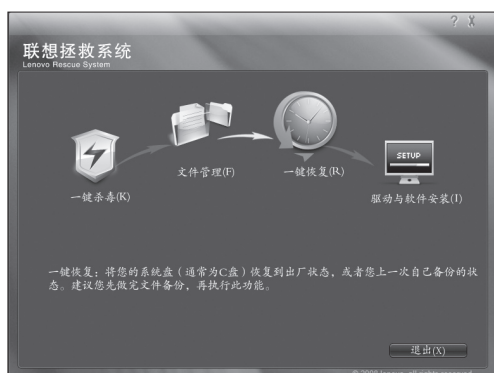 ? X
联想拯救系统
Lenovo Rescue System
SETUP
文件管理(F)
一键恢复(R)
一键杀毒(K)
驱动与软件安装(I)
一键恢复：将您的系统盘（通常为C盘）恢复到出厂状态，或者您上一次自己备份的状
态。建议您先做完文件备份，再执行此功能。
退出(X)